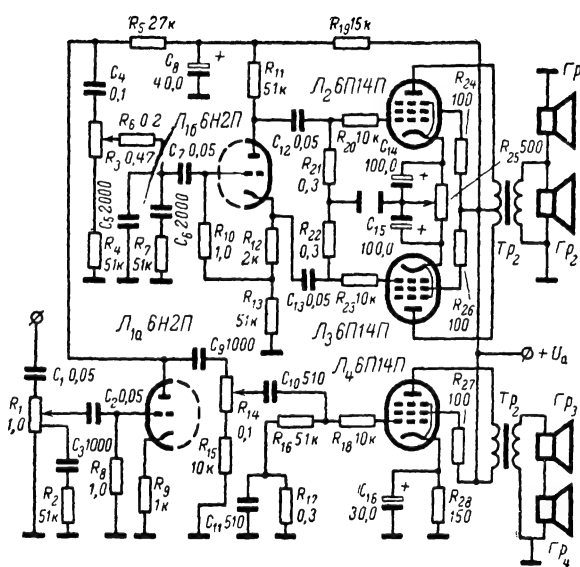 R5 27к
R19 15к
C4
0,1
C8
40,0
+
R11
51к
Л2 6П14П
R24
100
Гр1
R6 0,2
Л1б 6Н2П
R3 0,47
C7 0,05
C12 0,05
R20 10к
C14
100,0
+
R25 500
R21
0,3
C5 2000
C6 2000
R4
51к
R7
51к
R10
1,0
R12
2к
R22
0,3
C15
100,0
+
Тр2
Гр2
R13
51к
C13 0,05
R23 10к
R26
100
Л3 6П14П
Л1а 6Н2П
C9 1000
Л4 6П14П
+ Uа
C1 0,05
R1
1,0
C2 0,05
R14
0,1
C10 510
R27
100
Тр2
Гр3
C3 1000
R8
1,0
R9
1к
R15
10к
R16 51к
R18 10к
R2
51к
C11 510
R17
0,3
C16
30,0
+
R28
150
Гр4